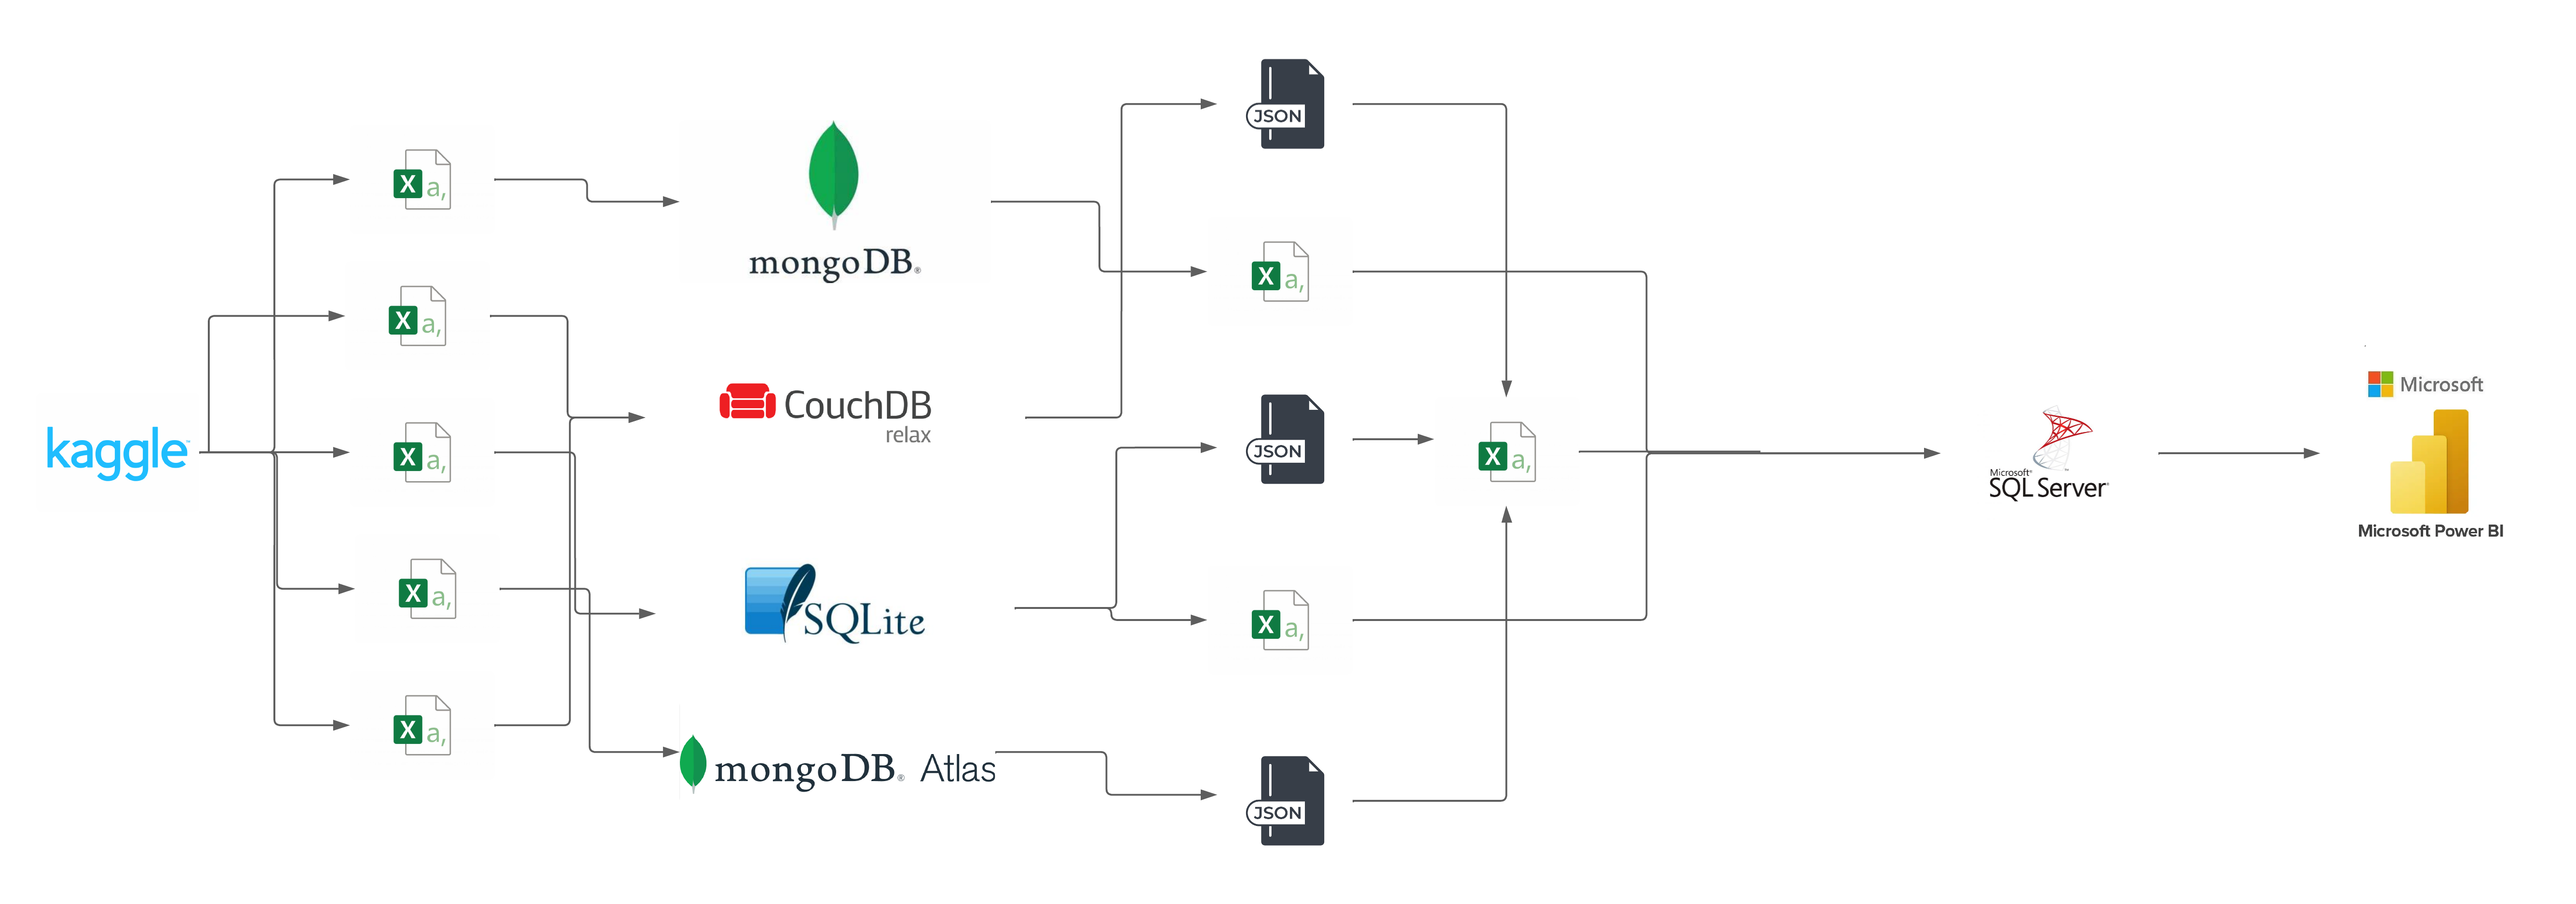 kaggle
X a,
X a,
X a,
X a,
X a,
mongoDB®
CouchDB
relax
SQLite
mongoDB® Atlas
JSON
X a,
JSON
X a,
JSON
X a,
Microsoft®
SQL Server®
Microsoft
Microsoft Power BI